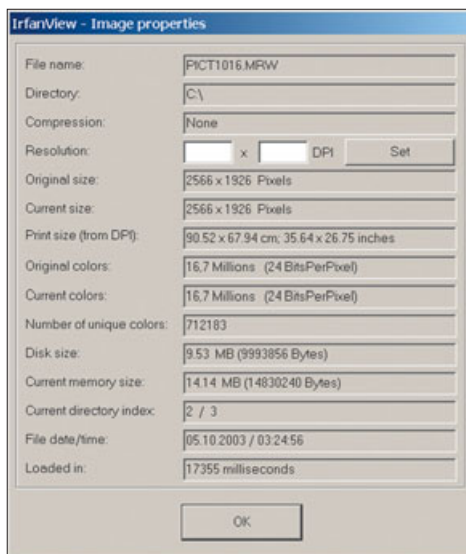 IrfanView - Image properties
File name: PICT1016.MRW
Directory: C:\
Compression: None
Resolution: x DPI Set
Original size: 2566 x 1926 Pixels
Current size: 2566 x 1926 Pixels
Print size (from DPI): 90.52 x 67.94 cm; 35.64 x 26.75 inches
Original colors: 16,7 Millions (24 BitsPerPixel)
Current colors: 16,7 Millions (24 BitsPerPixel)
Number of unique colors: 712183
Disk size: 9.53 MB (9993856 Bytes)
Current memory size: 14.14 MB (14830240 Bytes)
Current directory index: 2 / 3
File date/time: 05.10.2003 / 03:24:56
Loaded in: 17355 milliseconds
OK